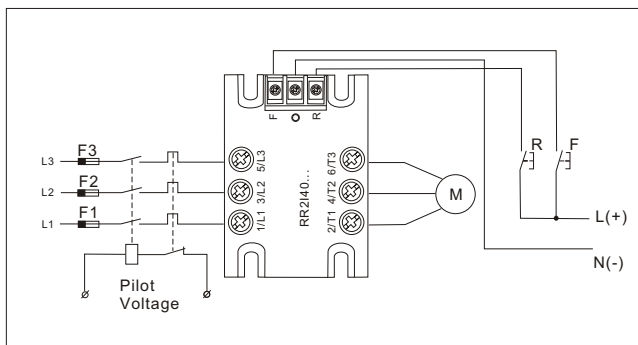 F O R
L3 F3 5/L3 6/T3
L2 F2 3/L2 RR2I40... 4/T2 M
L1 F1 1/L1 2/T1
R F
L(+)
N(-)
Pilot
Voltage